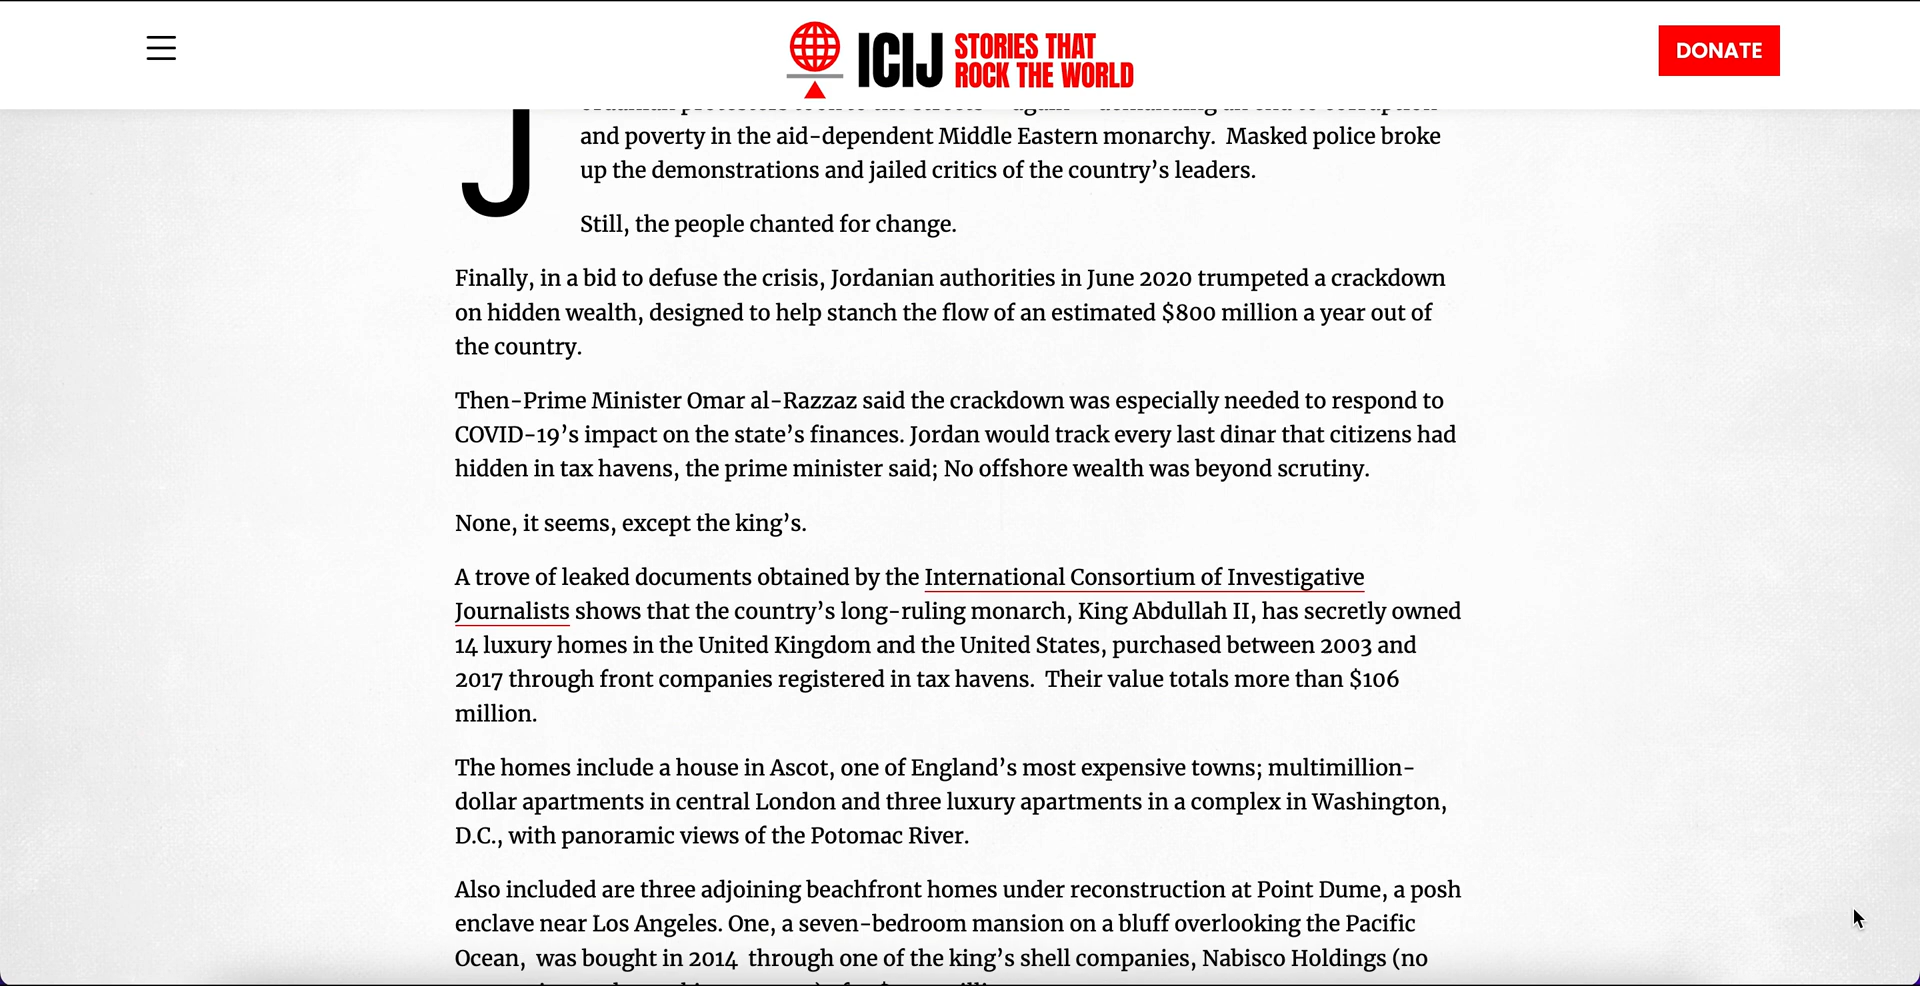 ICIJ STORIES THAT
ROCK THE WORLD
DONATE
J
and poverty in the aid-dependent Middle Eastern monarchy.  Masked police broke
up the demonstrations and jailed critics of the country’s leaders.
Still, the people chanted for change.
Finally, in a bid to defuse the crisis, Jordanian authorities in June 2020 trumpeted a crackdown
on hidden wealth, designed to help stanch the flow of an estimated $800 million a year out of
the country.
Then-Prime Minister Omar al-Razzaz said the crackdown was especially needed to respond to
COVID-19’s impact on the state’s finances. Jordan would track every last dinar that citizens had
hidden in tax havens, the prime minister said; No offshore wealth was beyond scrutiny.
None, it seems, except the king’s.
A trove of leaked documents obtained by the International Consortium of Investigative
Journalists shows that the country’s long-ruling monarch, King Abdullah II, has secretly owned
14 luxury homes in the United Kingdom and the United States, purchased between 2003 and
2017 through front companies registered in tax havens.  Their value totals more than $106
million.
The homes include a house in Ascot, one of England’s most expensive towns; multimillion-
dollar apartments in central London and three luxury apartments in a complex in Washington,
D.C., with panoramic views of the Potomac River.
Also included are three adjoining beachfront homes under reconstruction at Point Dume, a posh
enclave near Los Angeles. One, a seven-bedroom mansion on a bluff overlooking the Pacific
Ocean,  was bought in 2014  through one of the king’s shell companies, Nabisco Holdings (no